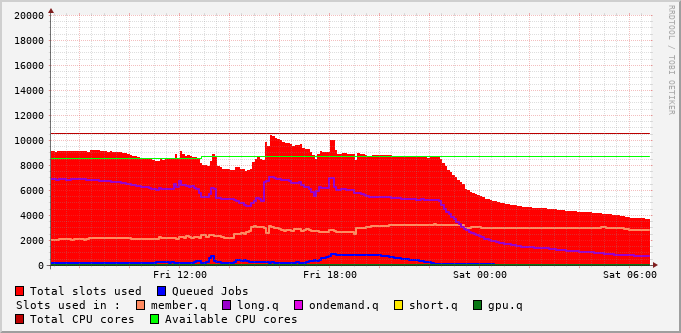 RRDTOOL / TOBI OETIKER
20000
18000
16000
14000
12000
10000
8000
6000
4000
2000
0
Fri 12:00 Fri 18:00 Sat 00:00 Sat 06:00
Total slots used Queued Jobs
Slots used in : member.q long.q ondemand.q short.q gpu.q
Total CPU cores Available CPU cores